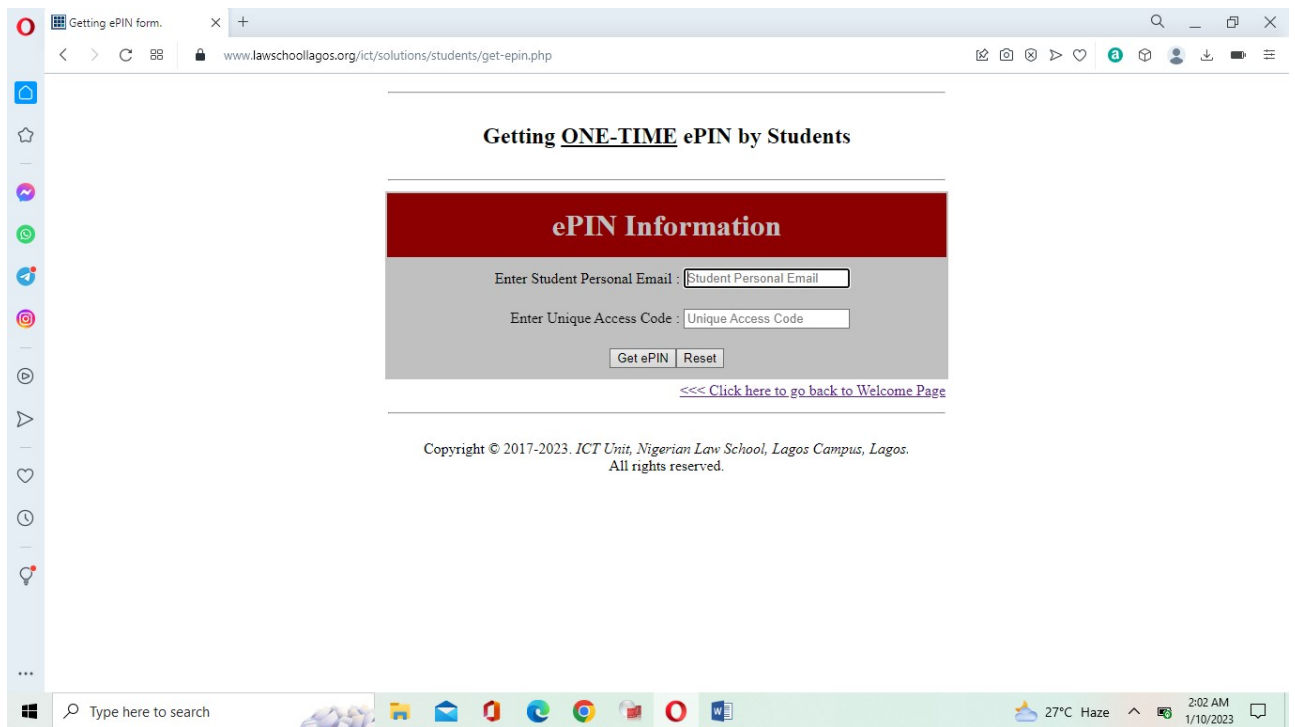 Getting ePIN form.
www.lawschoollagos.org/ict/solutions/students/get-epin.php
Getting ONE-TIME ePIN by Students
ePIN Information
Enter Student Personal Email : Student Personal Email
Enter Unique Access Code : Unique Access Code
Get ePIN Reset
<<< Click here to go back to Welcome Page
Copyright © 2017-2023. ICT Unit, Nigerian Law School, Lagos Campus, Lagos.
All rights reserved.
Type here to search
27°C Haze
2:02 AM
1/10/2023